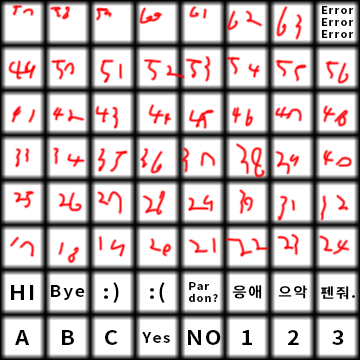 57 58 59 60 61 62 63 Error
Error
Error
49 50 51 52 53 54 55 56
41 42 43 44 45 46 47 48
33 34 35 36 37 38 39 40
25 26 27 28 29 30 31 32
17 18 19 20 21 22 23 24
HI Bye :) :( Par
don? 응애 으악 펜줘.
A B C Yes NO 1 2 3